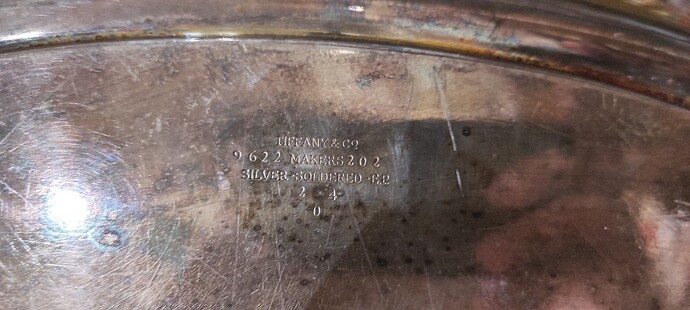 TIFFANY & CO
9622 MAKERS 202
SILVER-SOLDERED-E.P.
2 4
0